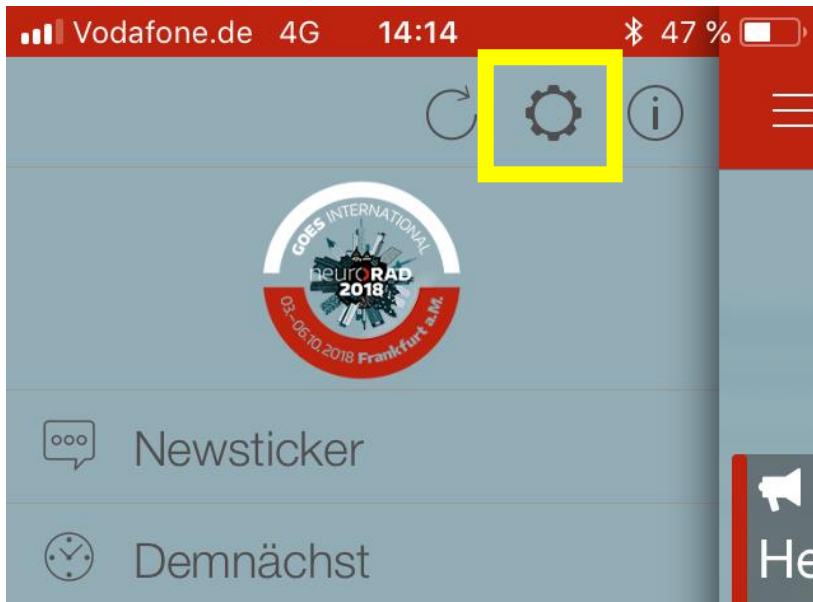 Vodafone.de 4G 14:14 47 %
i
GOES INTERNATIONAL
neuroRAD
2018
03.–06.10.2018 Frankfurt a.M.
Newsticker
Demnächst
He